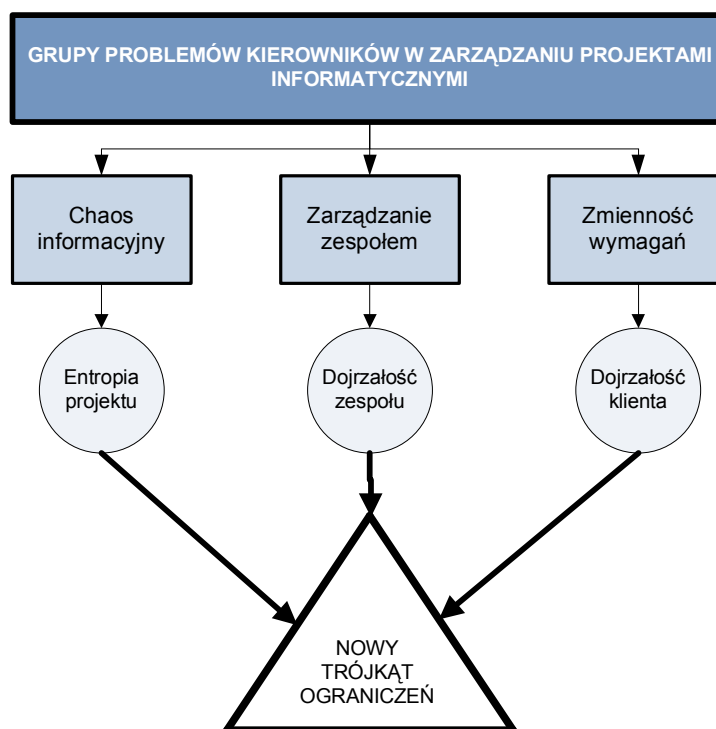 GRUPY PROBLEMÓW KIEROWNIKÓW W ZARZĄDZANIU PROJEKTAMI
INFORMATYCZNYMI
Chaos
informacyjny
Zarządzanie
zespołem
Zmienność
wymagań
Entropia
projektu
Dojrzałość
zespołu
Dojrzałość
klienta
NOWY
TRÓJKĄT
OGRANICZEŃ